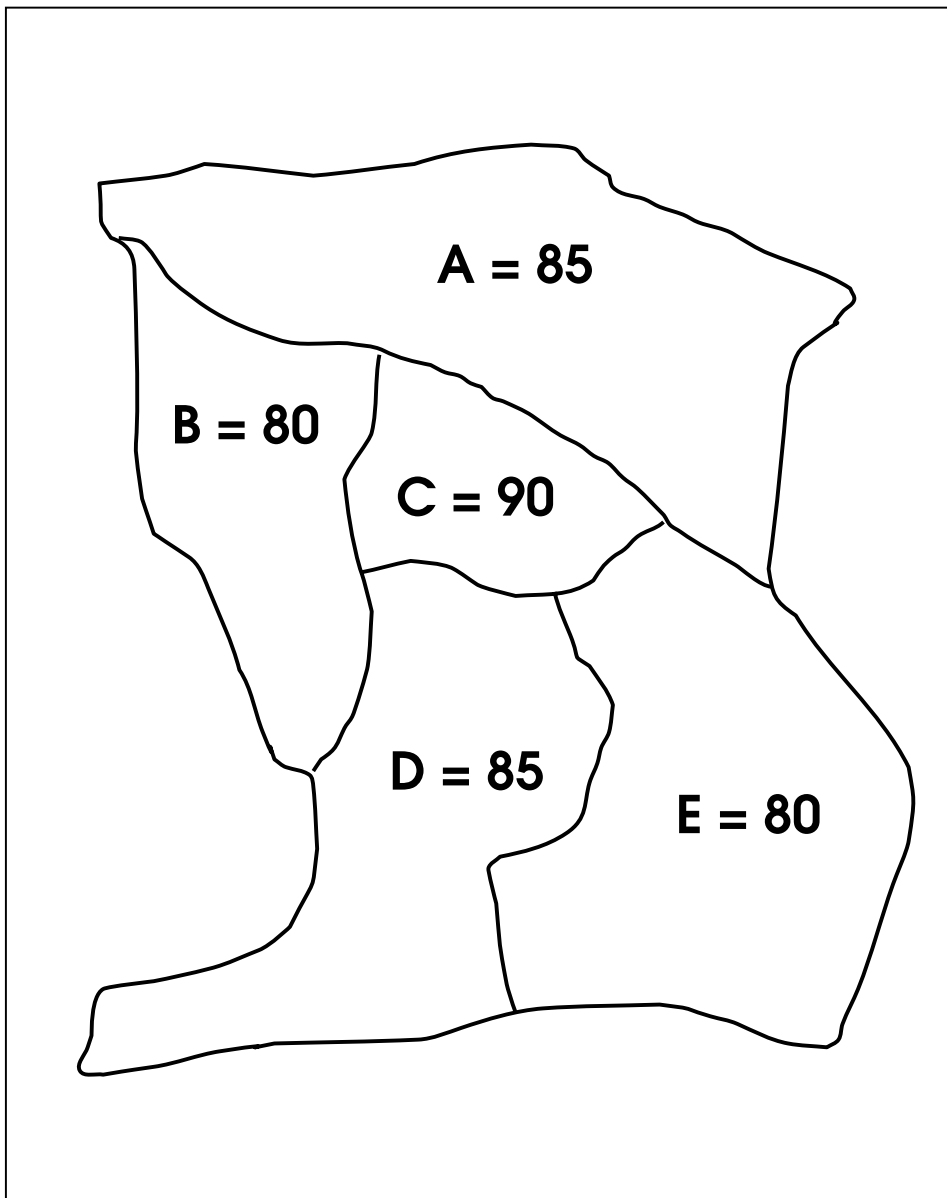 A = 85
B = 80
C = 90
D = 85
E = 80